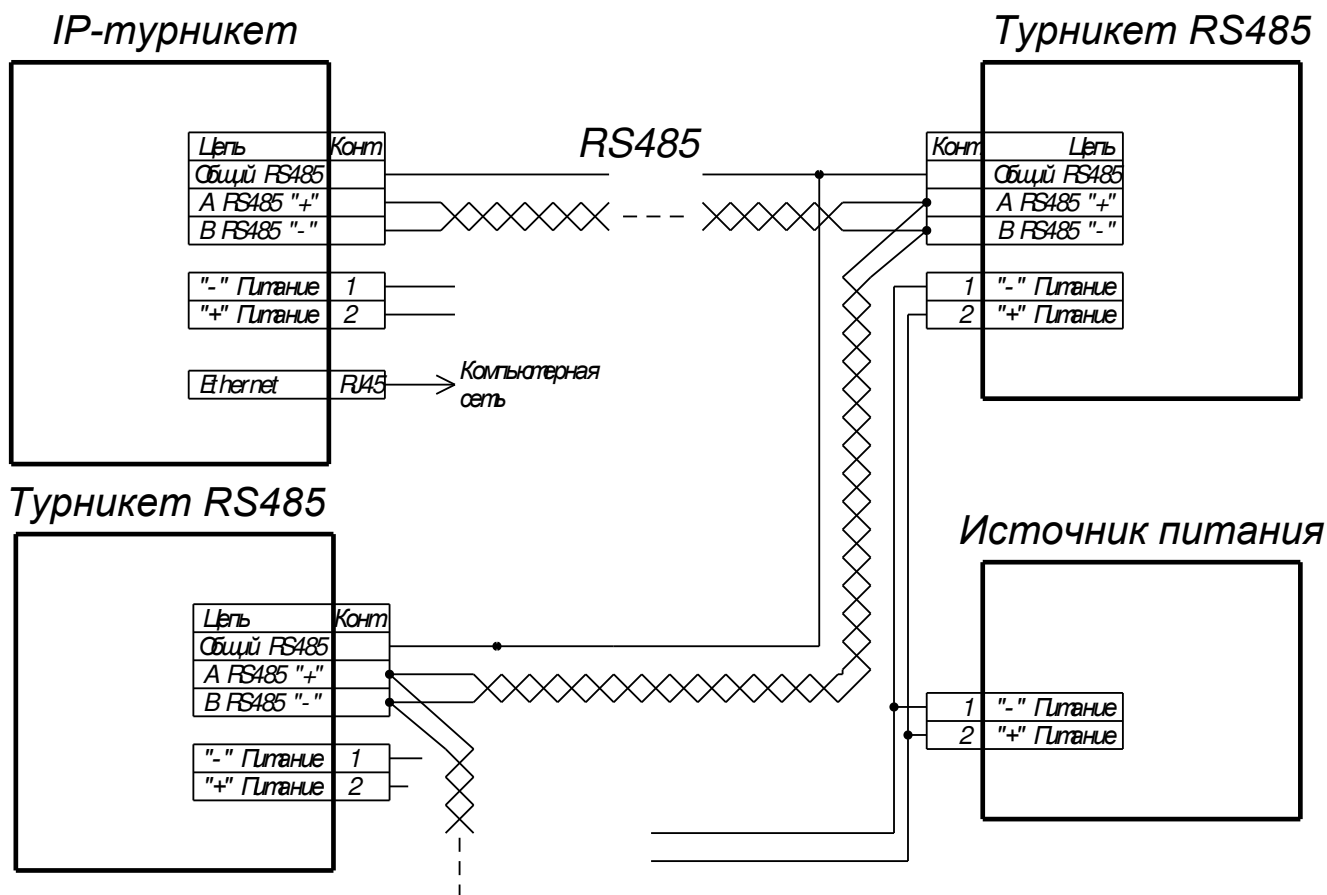 IP-турникет
Цепь Конт
Общий RS485
A RS485 "+"
B RS485 "-"
"-" Питание 1
"+" Питание 2
Ethernet RJ45
Компьютерная
сеть
RS485
Турникет RS485
Конт Цепь
Общий RS485
A RS485 "+"
B RS485 "-"
1 "-" Питание
2 "+" Питание
Турникет RS485
Цепь Конт
Общий RS485
A RS485 "+"
B RS485 "-"
"-" Питание 1
"+" Питание 2
Источник питания
1 "-" Питание
2 "+" Питание